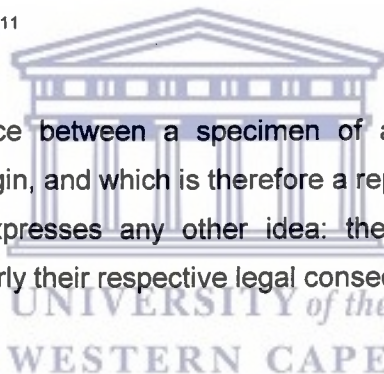 11
ce between a specimen of a
gin, and which is therefore a rep
xpresses any other idea: the
rly their respective legal conseq
UNIVERSITY of the
WESTERN CAPE